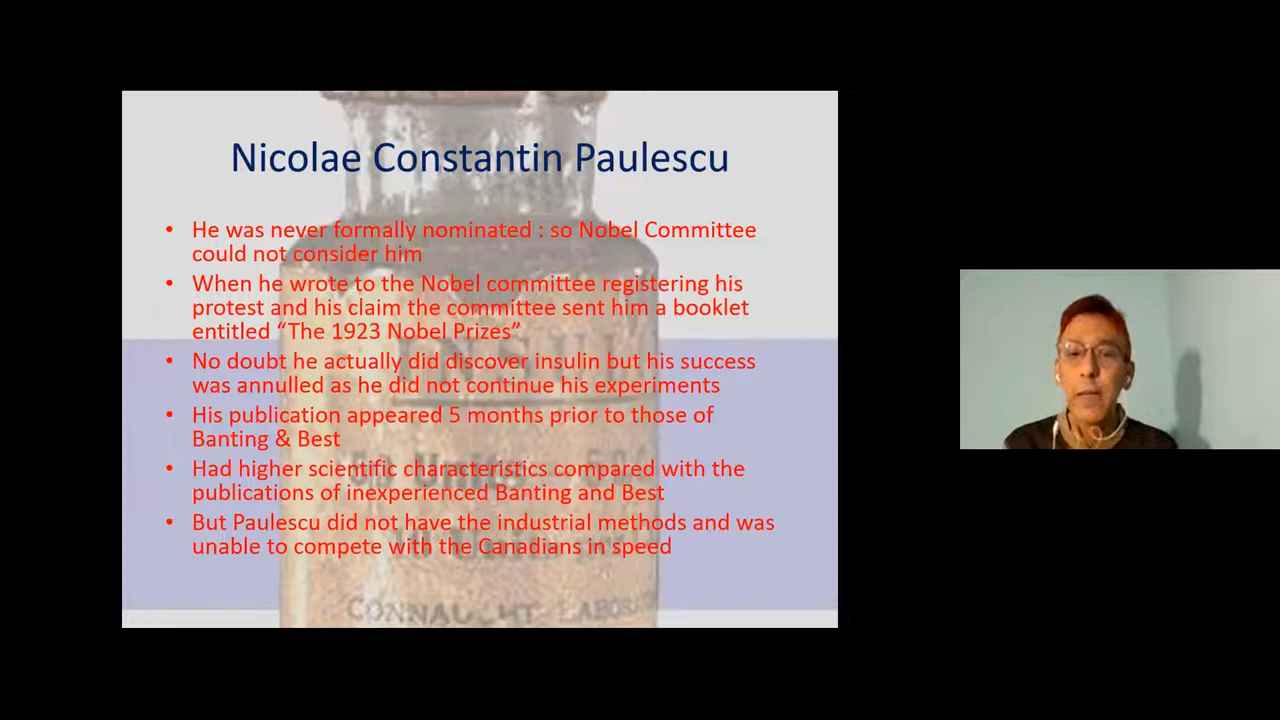 Nicolae Constantin Paulescu
• He was never formally nominated : so Nobel Committee
could not consider him
• When he wrote to the Nobel committee registering his
protest and his claim the committee sent him a booklet
entitled “The 1923 Nobel Prizes”
• No doubt he actually did discover insulin but his success
was annulled as he did not continue his experiments
• His publication appeared 5 months prior to those of
Banting & Best
• Had higher scientific characteristics compared with the
publications of inexperienced Banting and Best
• But Paulescu did not have the industrial methods and was
unable to compete with the Canadians in speed
CONNAUGHT